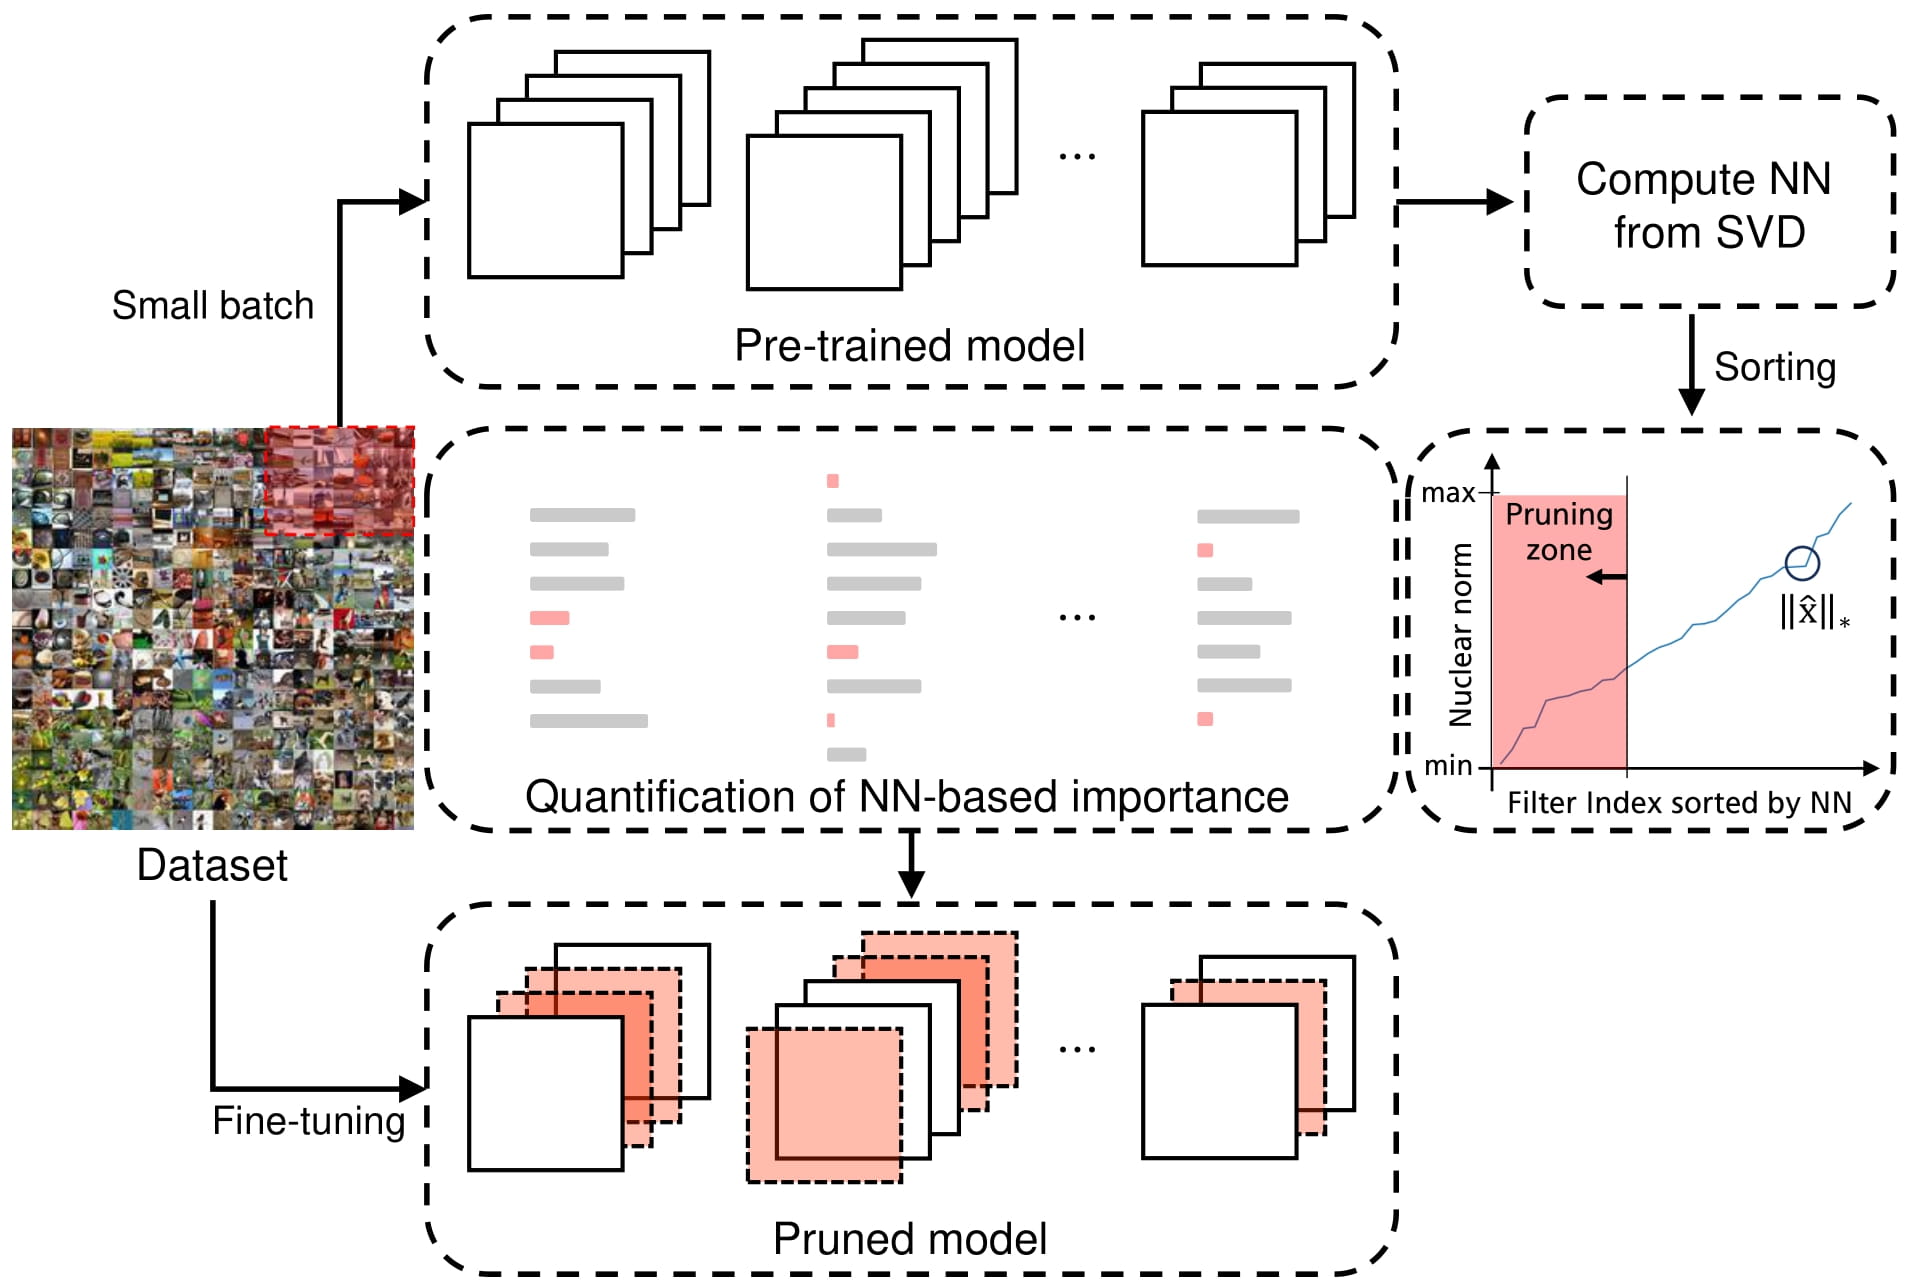 Small batch
Pre-trained model
...
Compute NN
from SVD
Sorting
Dataset
Quantification of NN-based importance
...
max
Pruning
zone
Nuclear norm
‖x̂‖*
min
Filter Index sorted by NN
Fine-tuning
...
Pruned model